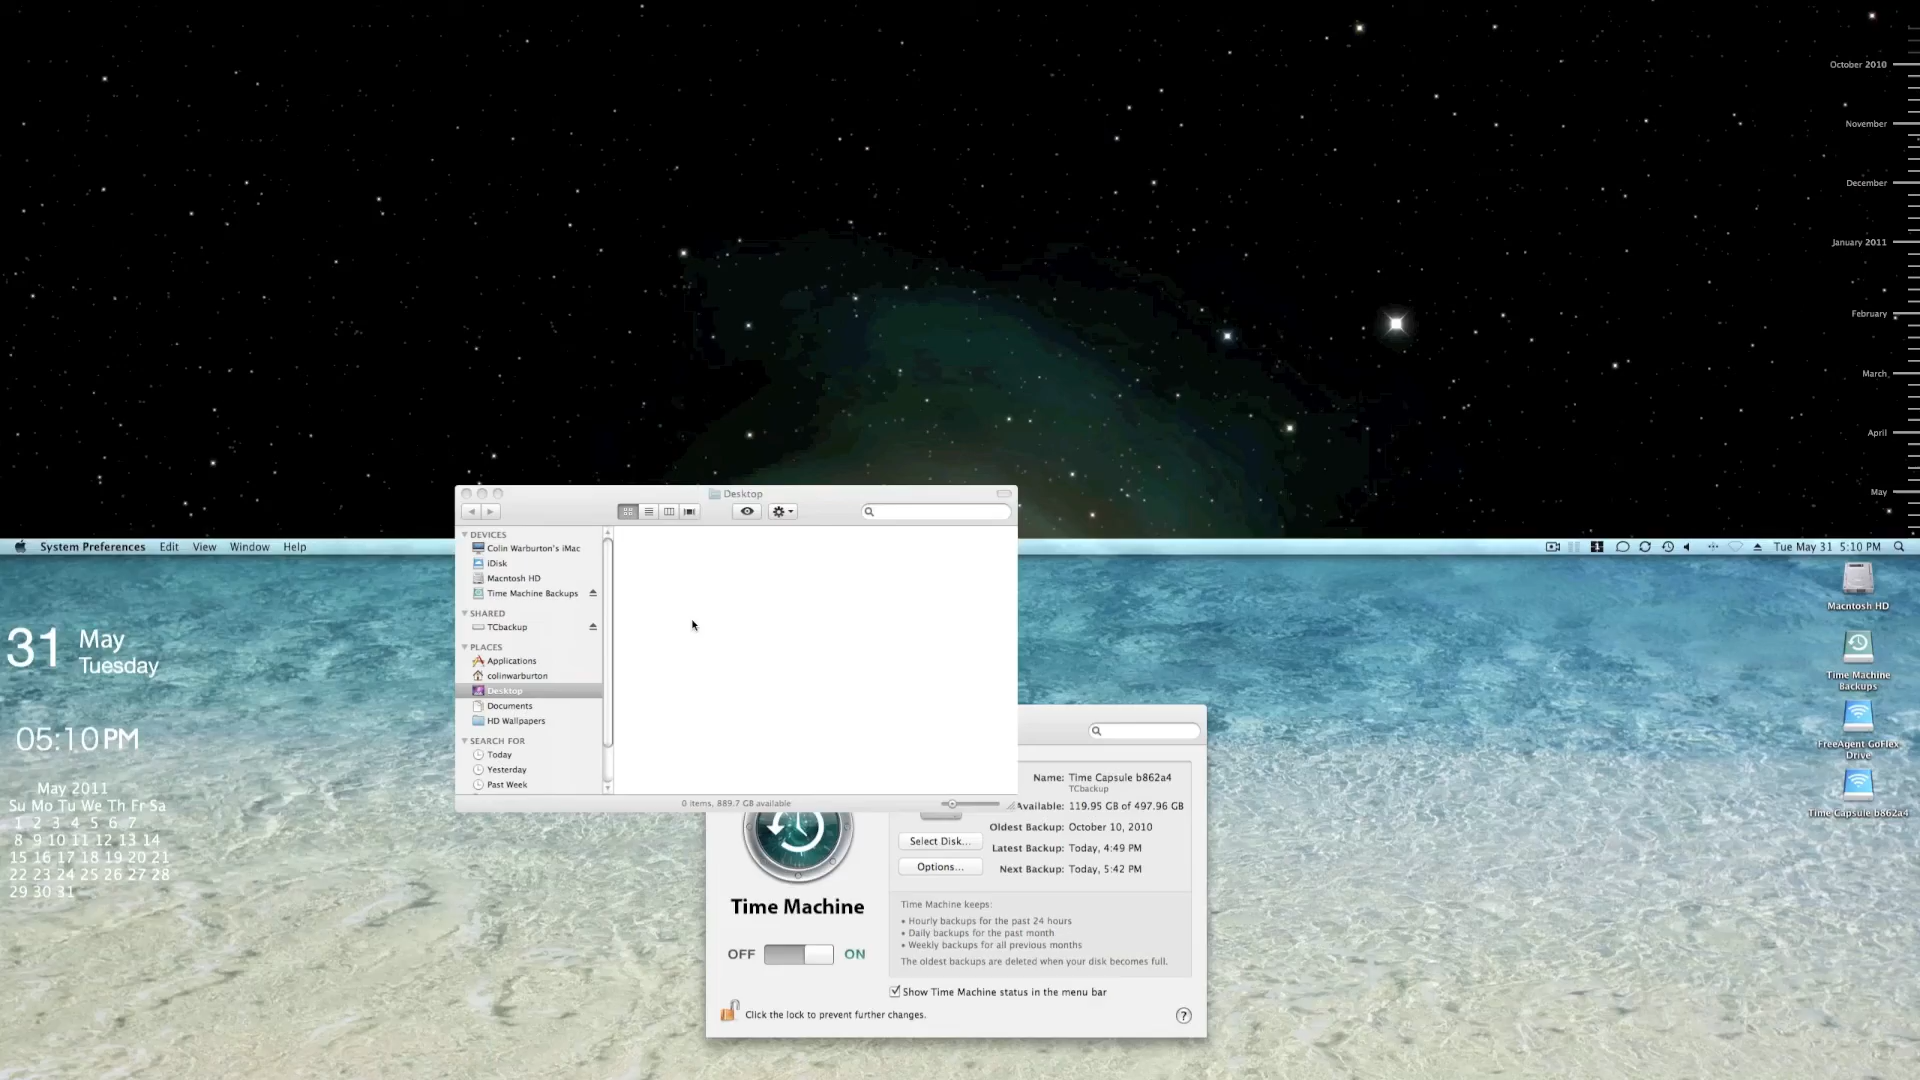 October 2010
November
December
January 2011
February
March
April
May
Desktop
DEVICES
Colin Warburton's iMac
iDisk
Macntosh HD
Time Machine Backups
SHARED
TCbackup
PLACES
Applications
colinwarburton
Desktop
Documents
HD Wallpapers
SEARCH FOR
Today
Yesterday
Past Week
0 items, 889.7 GB available
System Preferences Edit View Window Help
Tue May 31 5:10 PM
31 May
Tuesday
05:10 PM
May 2011
Su Mo Tu We Th Fr Sa
1 2 3 4 5 6 7
8 9 10 11 12 13 14
15 16 17 18 19 20 21
22 23 24 25 26 27 28
29 30 31
Macntosh HD
Time Machine
Backups
FreeAgent GoFlex
Drive
Time Capsule b862a4
Name: Time Capsule b862a4
TCbackup
Available: 119.95 GB of 497.96 GB
Oldest Backup: October 10, 2010
Latest Backup: Today, 4:49 PM
Next Backup: Today, 5:42 PM
Select Disk...
Options...
Time Machine
OFF ON
Time Machine keeps:
• Hourly backups for the past 24 hours
• Daily backups for the past month
• Weekly backups for all previous months
The oldest backups are deleted when your disk becomes full.
Show Time Machine status in the menu bar
Click the lock to prevent further changes.
?